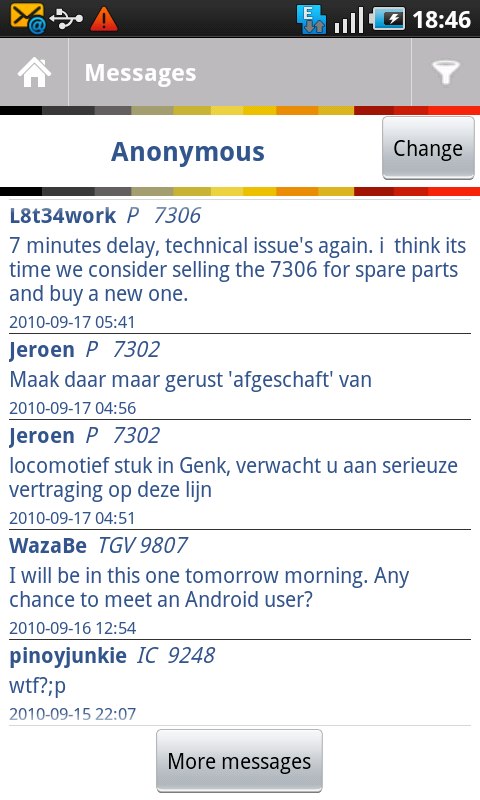 E
18:46
Messages
Anonymous
Change
L8t34work P 7306
7 minutes delay, technical issue's again. i think its
time we consider selling the 7306 for spare parts
and buy a new one.
2010-09-17 05:41
Jeroen P 7302
Maak daar maar gerust 'afgeschaft' van
2010-09-17 04:56
Jeroen P 7302
locomotief stuk in Genk, verwacht u aan serieuze
vertraging op deze lijn
2010-09-17 04:51
WazaBe TGV 9807
I will be in this one tomorrow morning. Any
chance to meet an Android user?
2010-09-16 12:54
pinoyjunkie IC 9248
wtf?;p
2010-09-15 22:07
More messages